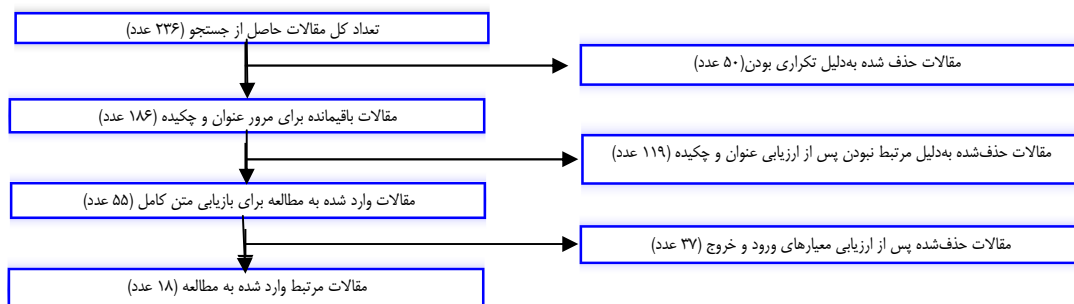 تعداد کل مقالات حاصل از جستجو (۲۳۶ عدد)
مقالات حذف شده به‌دلیل تکراری بودن(۵۰ عدد)
مقالات باقیمانده برای مرور عنوان و چکیده (۱۸۶ عدد)
مقالات حذف‌شده به‌دلیل مرتبط نبودن پس از ارزیابی عنوان و چکیده (۱۱۹ عدد)
مقالات وارد شده به مطالعه برای بازیابی متن کامل (۵۵ عدد)
مقالات حذف‌شده پس از ارزیابی معیارهای ورود و خروج (۳۷ عدد)
مقالات مرتبط وارد شده به مطالعه (۱۸ عدد)